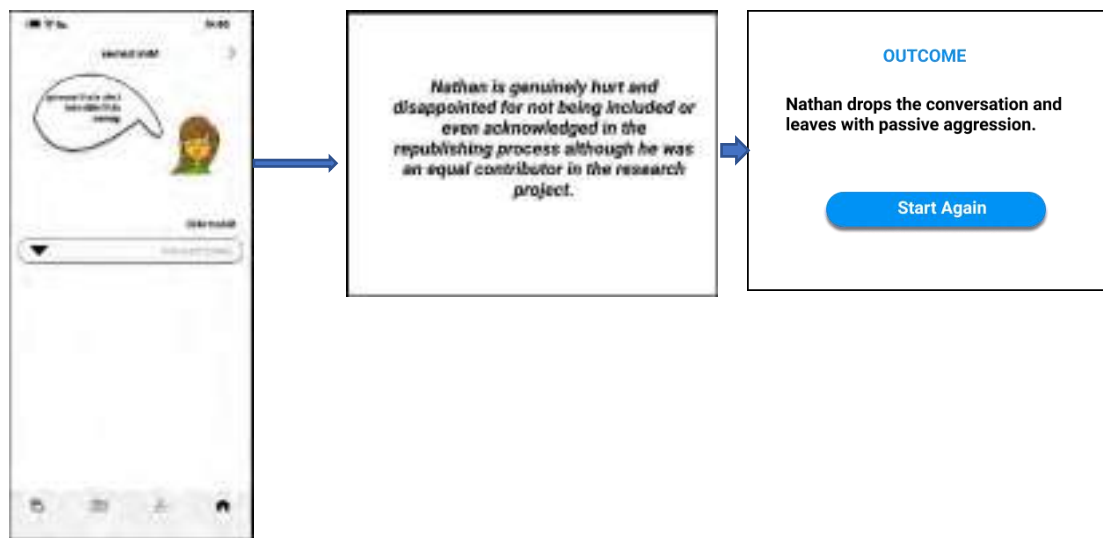 Nathan is genuinely hurt and
disappointed for not being included or
even acknowledged in the
republishing process although he was
an equal contributor in the research
project.
OUTCOME
Nathan drops the conversation and
leaves with passive aggression.
Start Again